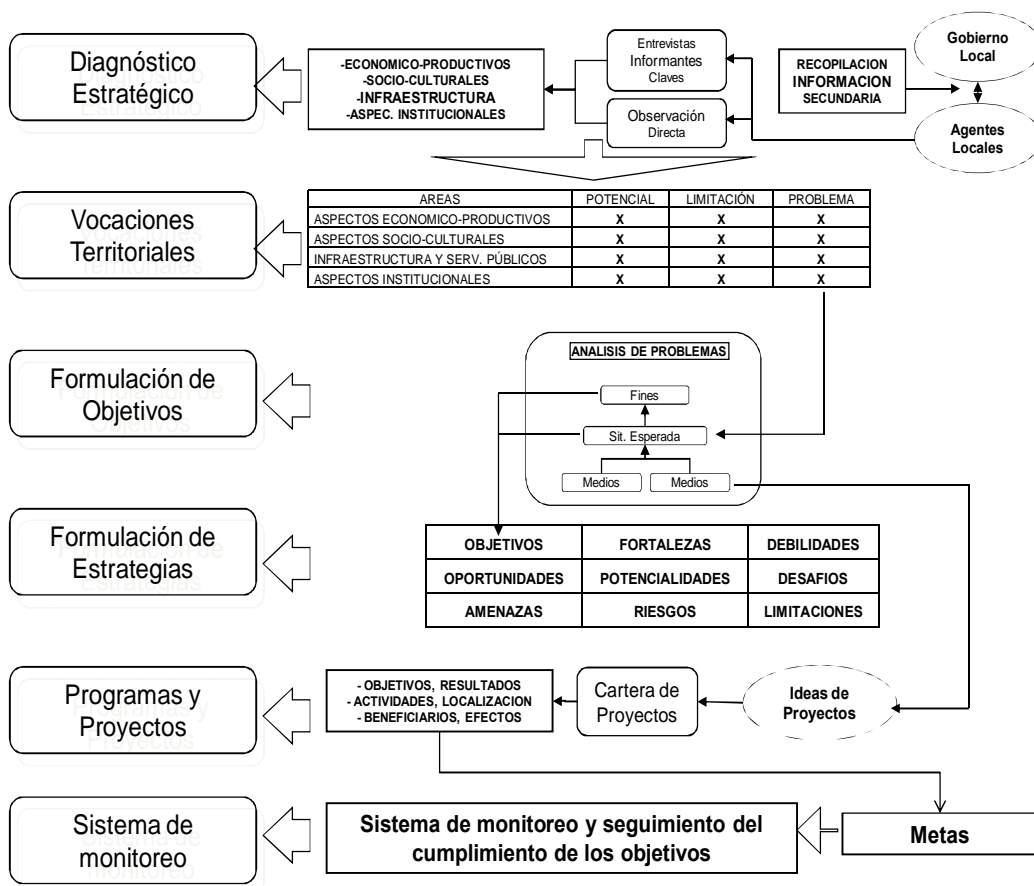 Diagnóstico
Estratégico
-ECONOMICO-PRODUCTIVOS
-SOCIO-CULTURALES
-INFRAESTRUCTURA
-ASPEC. INSTITUCIONALES
Entrevistas
Informantes
Claves
Observación
Directa
RECOPILACION
INFORMACION
SECUNDARIA
Gobierno
Local
Agentes
Locales
Vocaciones
Territoriales
AREAS POTENCIAL LIMITACIÓN PROBLEMA
ASPECTOS ECONOMICO-PRODUCTIVOS X X X
ASPECTOS SOCIO-CULTURALES X X X
INFRAESTRUCTURA Y SERV. PÚBLICOS X X X
ASPECTOS INSTITUCIONALES X X X
Formulación de
Objetivos
ANALISIS DE PROBLEMAS
Fines
Sit. Esperada
Medios Medios
Formulación de
Estrategias
OBJETIVOS FORTALEZAS DEBILIDADES
OPORTUNIDADES POTENCIALIDADES DESAFIOS
AMENAZAS RIESGOS LIMITACIONES
Programas y
Proyectos
- OBJETIVOS, RESULTADOS
- ACTIVIDADES, LOCALIZACION
- BENEFICIARIOS, EFECTOS
Cartera de
Proyectos
Ideas de
Proyectos
Sistema de
monitoreo
Sistema de monitoreo y seguimiento del
cumplimiento de los objetivos
Metas